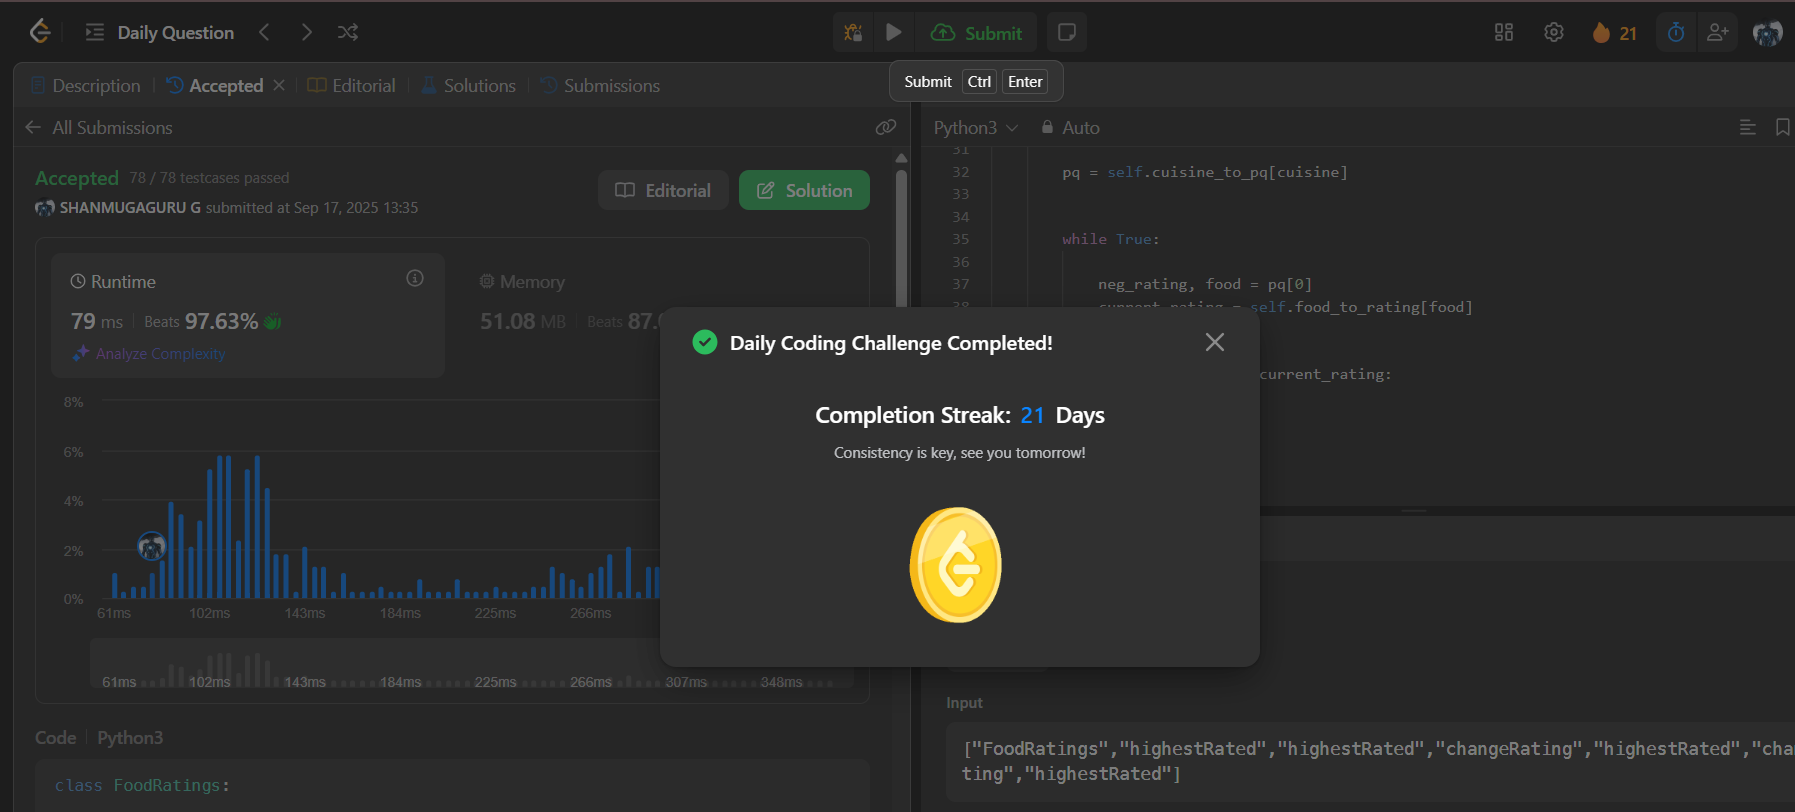 Daily Question
Submit
21
Submit Ctrl Enter
Description
Accepted
Editorial
Solutions
Submissions
All Submissions
Accepted 78 / 78 testcases passed
SHANMUGAGURU G submitted at Sep 17, 2025 13:35
Editorial
Solution
Runtime
79 ms Beats 97.63%
Analyze Complexity
Memory
51.08 MB Beats
8%
6%
4%
2%
0%
61ms 102ms 143ms 184ms 225ms 266ms
61ms 102ms 143ms 184ms 225ms 266ms 307ms 348ms
Code Python3
class FoodRatings:
Daily Coding Challenge Completed!
Completion Streak: 21 Days
Consistency is key, see you tomorrow!
Python3 Auto
31
32 pq = self.cuisine_to_pq[cuisine]
33
34
35 while True:
36
37 neg_rating, food = pq[0]
38 current_rating = self.food_to_rating[food]
current_rating:
Input
["FoodRatings","highestRated","highestRated","changeRating","highestRated","cha
ting","highestRated"]